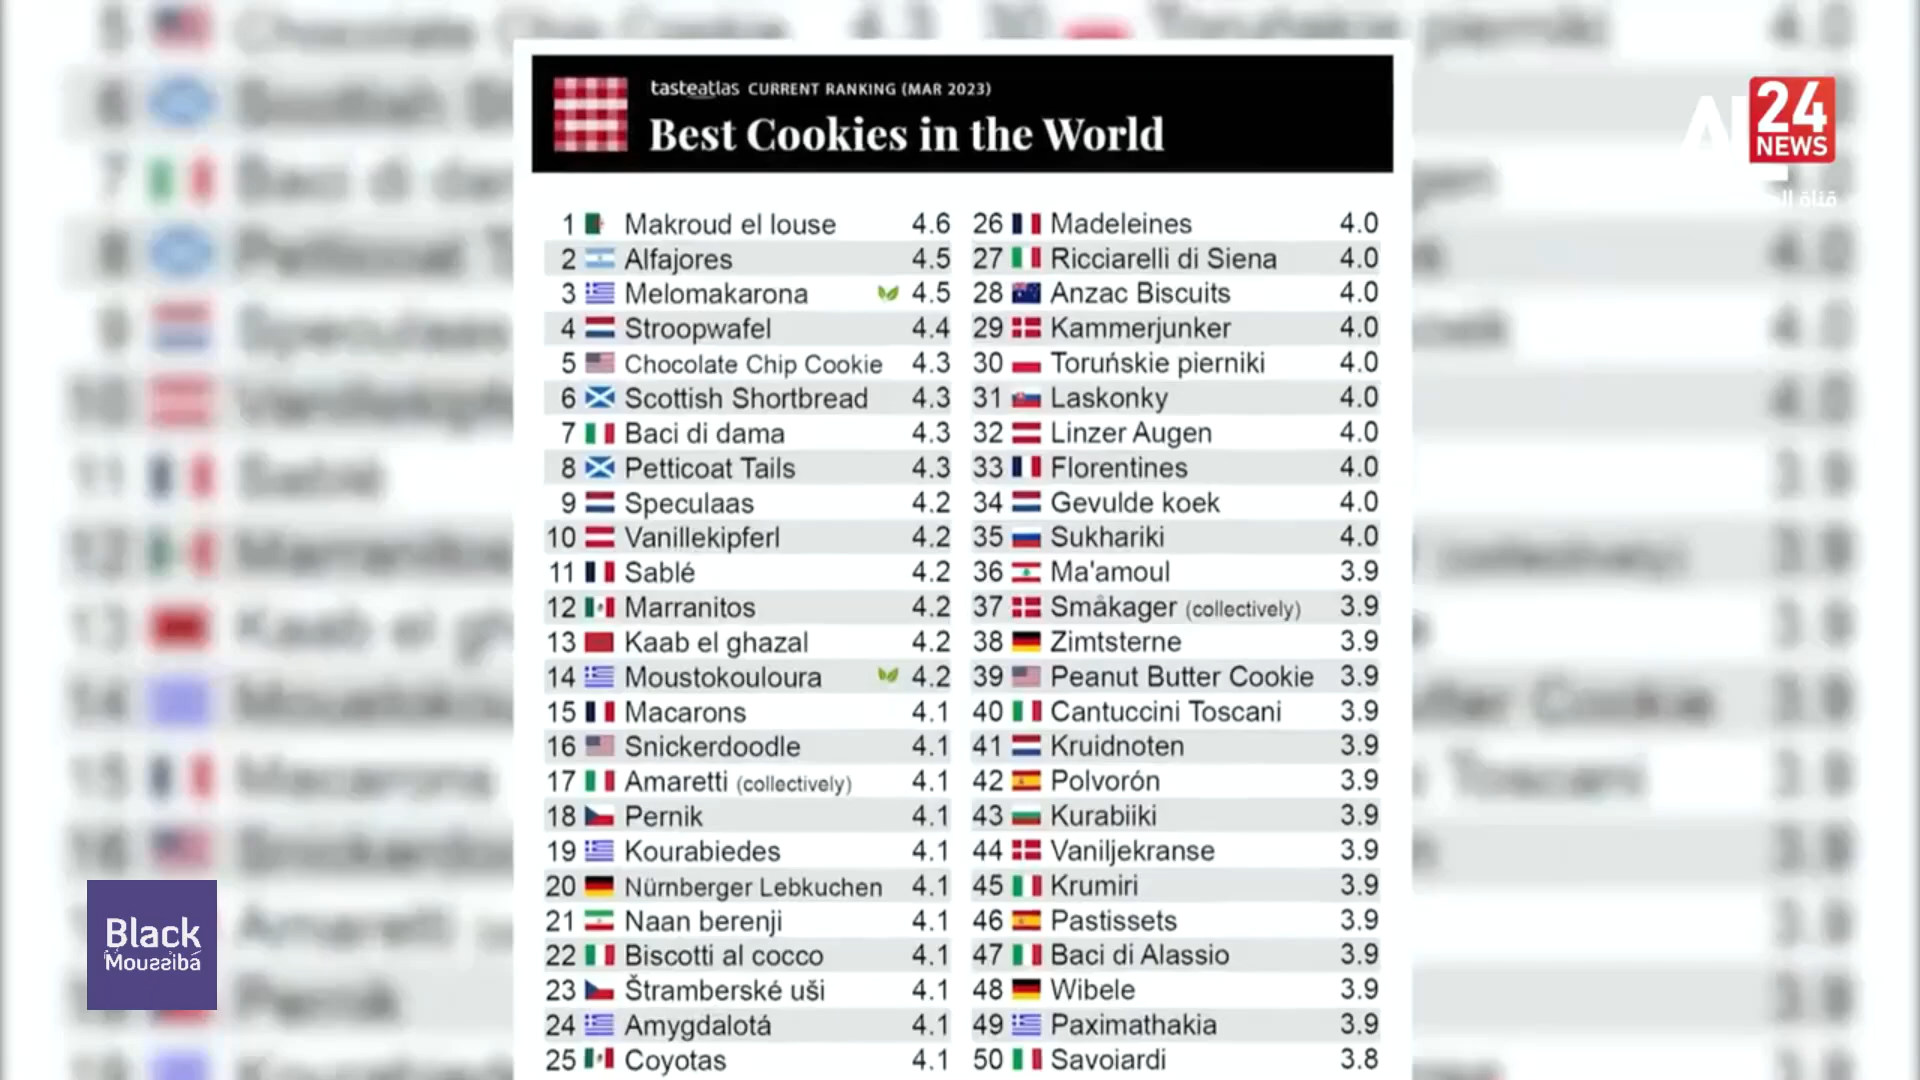 tasteatlas CURRENT RANKING (MAR 2023)
Best Cookies in the World
1 Makroud el louse 4.6
2 Alfajores 4.5
3 Melomakarona 4.5
4 Stroopwafel 4.4
5 Chocolate Chip Cookie 4.3
6 Scottish Shortbread 4.3
7 Baci di dama 4.3
8 Petticoat Tails 4.3
9 Speculaas 4.2
10 Vanillekipferl 4.2
11 Sablé 4.2
12 Marranitos 4.2
13 Kaab el ghazal 4.2
14 Moustokouloura 4.2
15 Macarons 4.1
16 Snickerdoodle 4.1
17 Amaretti (collectively) 4.1
18 Pernik 4.1
19 Kourabiedes 4.1
20 Nürnberger Lebkuchen 4.1
21 Naan berenji 4.1
22 Biscotti al cocco 4.1
23 Štramberské uši 4.1
24 Amygdalotá 4.1
25 Coyotas 4.1
26 Madeleines 4.0
27 Ricciarelli di Siena 4.0
28 Anzac Biscuits 4.0
29 Kammerjunker 4.0
30 Toruńskie pierniki 4.0
31 Laskonky 4.0
32 Linzer Augen 4.0
33 Florentines 4.0
34 Gevulde koek 4.0
35 Sukhariki 4.0
36 Ma'amoul 3.9
37 Småkager (collectively) 3.9
38 Zimtsterne 3.9
39 Peanut Butter Cookie 3.9
40 Cantuccini Toscani 3.9
41 Kruidnoten 3.9
42 Polvorón 3.9
43 Kurabiiki 3.9
44 Vaniljekranse 3.9
45 Krumiri 3.9
46 Pastissets 3.9
47 Baci di Alassio 3.9
48 Wibele 3.9
49 Paximathakia 3.9
50 Savoiardi 3.8
24
NEWS
قناة
Black
Moussiba